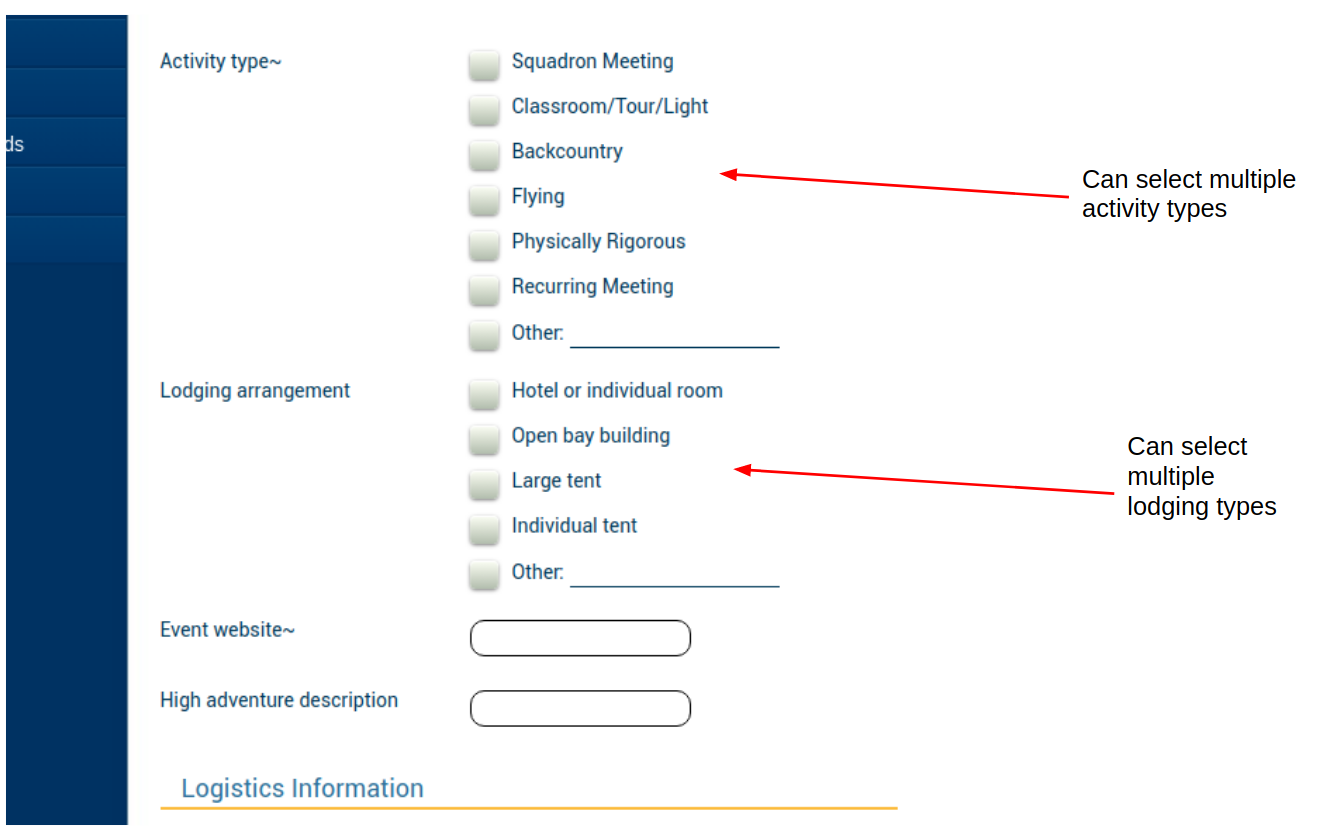 ds
Activity type~
Squadron Meeting
Classroom/Tour/Light
Backcountry
Flying
Physically Rigorous
Recurring Meeting
Other:
Can select multiple
activity types
Lodging arrangement
Hotel or individual room
Open bay building
Large tent
Individual tent
Other:
Can select
multiple
lodging types
Event website~
High adventure description
Logistics Information